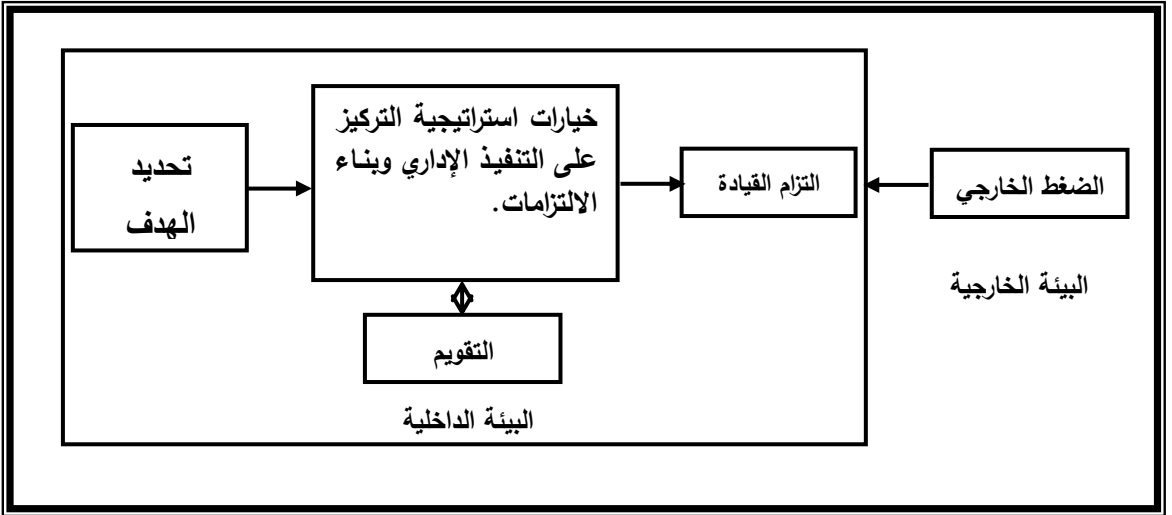 تحديد
الهدف
خيارات استراتيجية التركيز
على التنفيذ الإداري وبناء
الالتزامات.
التزام القيادة
الضغط الخارجي
البيئة الخارجية
التقويم
البيئة الداخلية